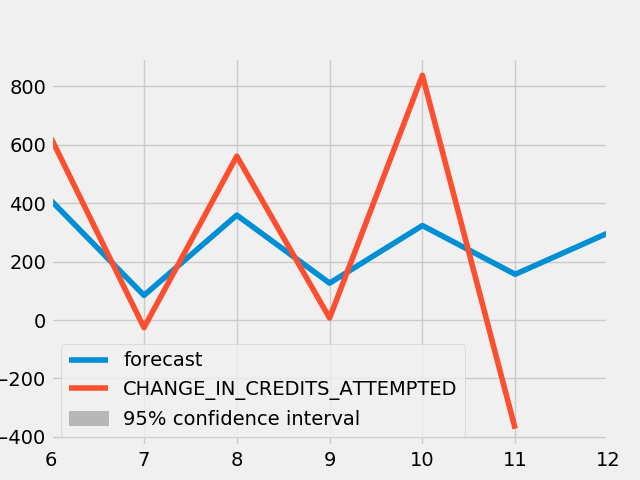 800
600
400
200
0
−200
−400
forecast
CHANGE_IN_CREDITS_ATTEMPTED
95% confidence interval
6 7 8 9 10 11 12